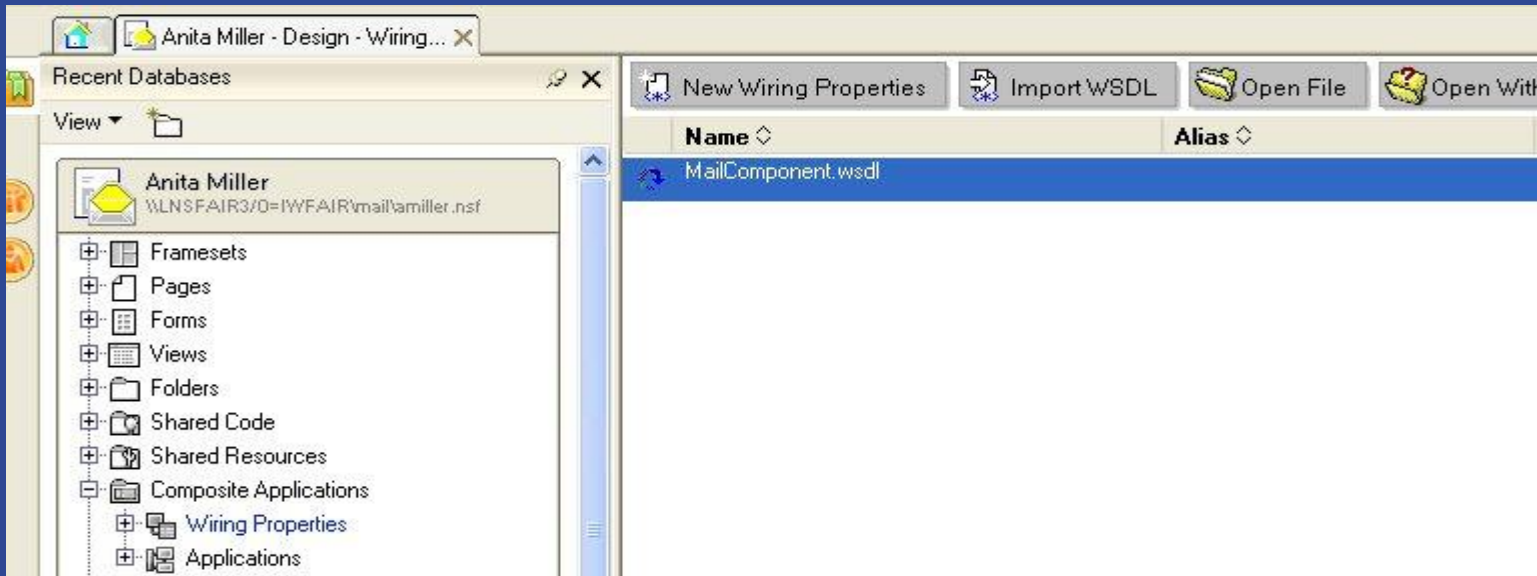 Anita Miller - Design - Wiring...
Recent Databases
View
Anita Miller
\\LNSFAIR3/O=IWFAIR\mail\amiller.nsf
Framesets
Pages
Forms
Views
Folders
Shared Code
Shared Resources
Composite Applications
Wiring Properties
Applications
New Wiring Properties Import WSDL Open File Open With
Name Alias
MailComponent.wsdl